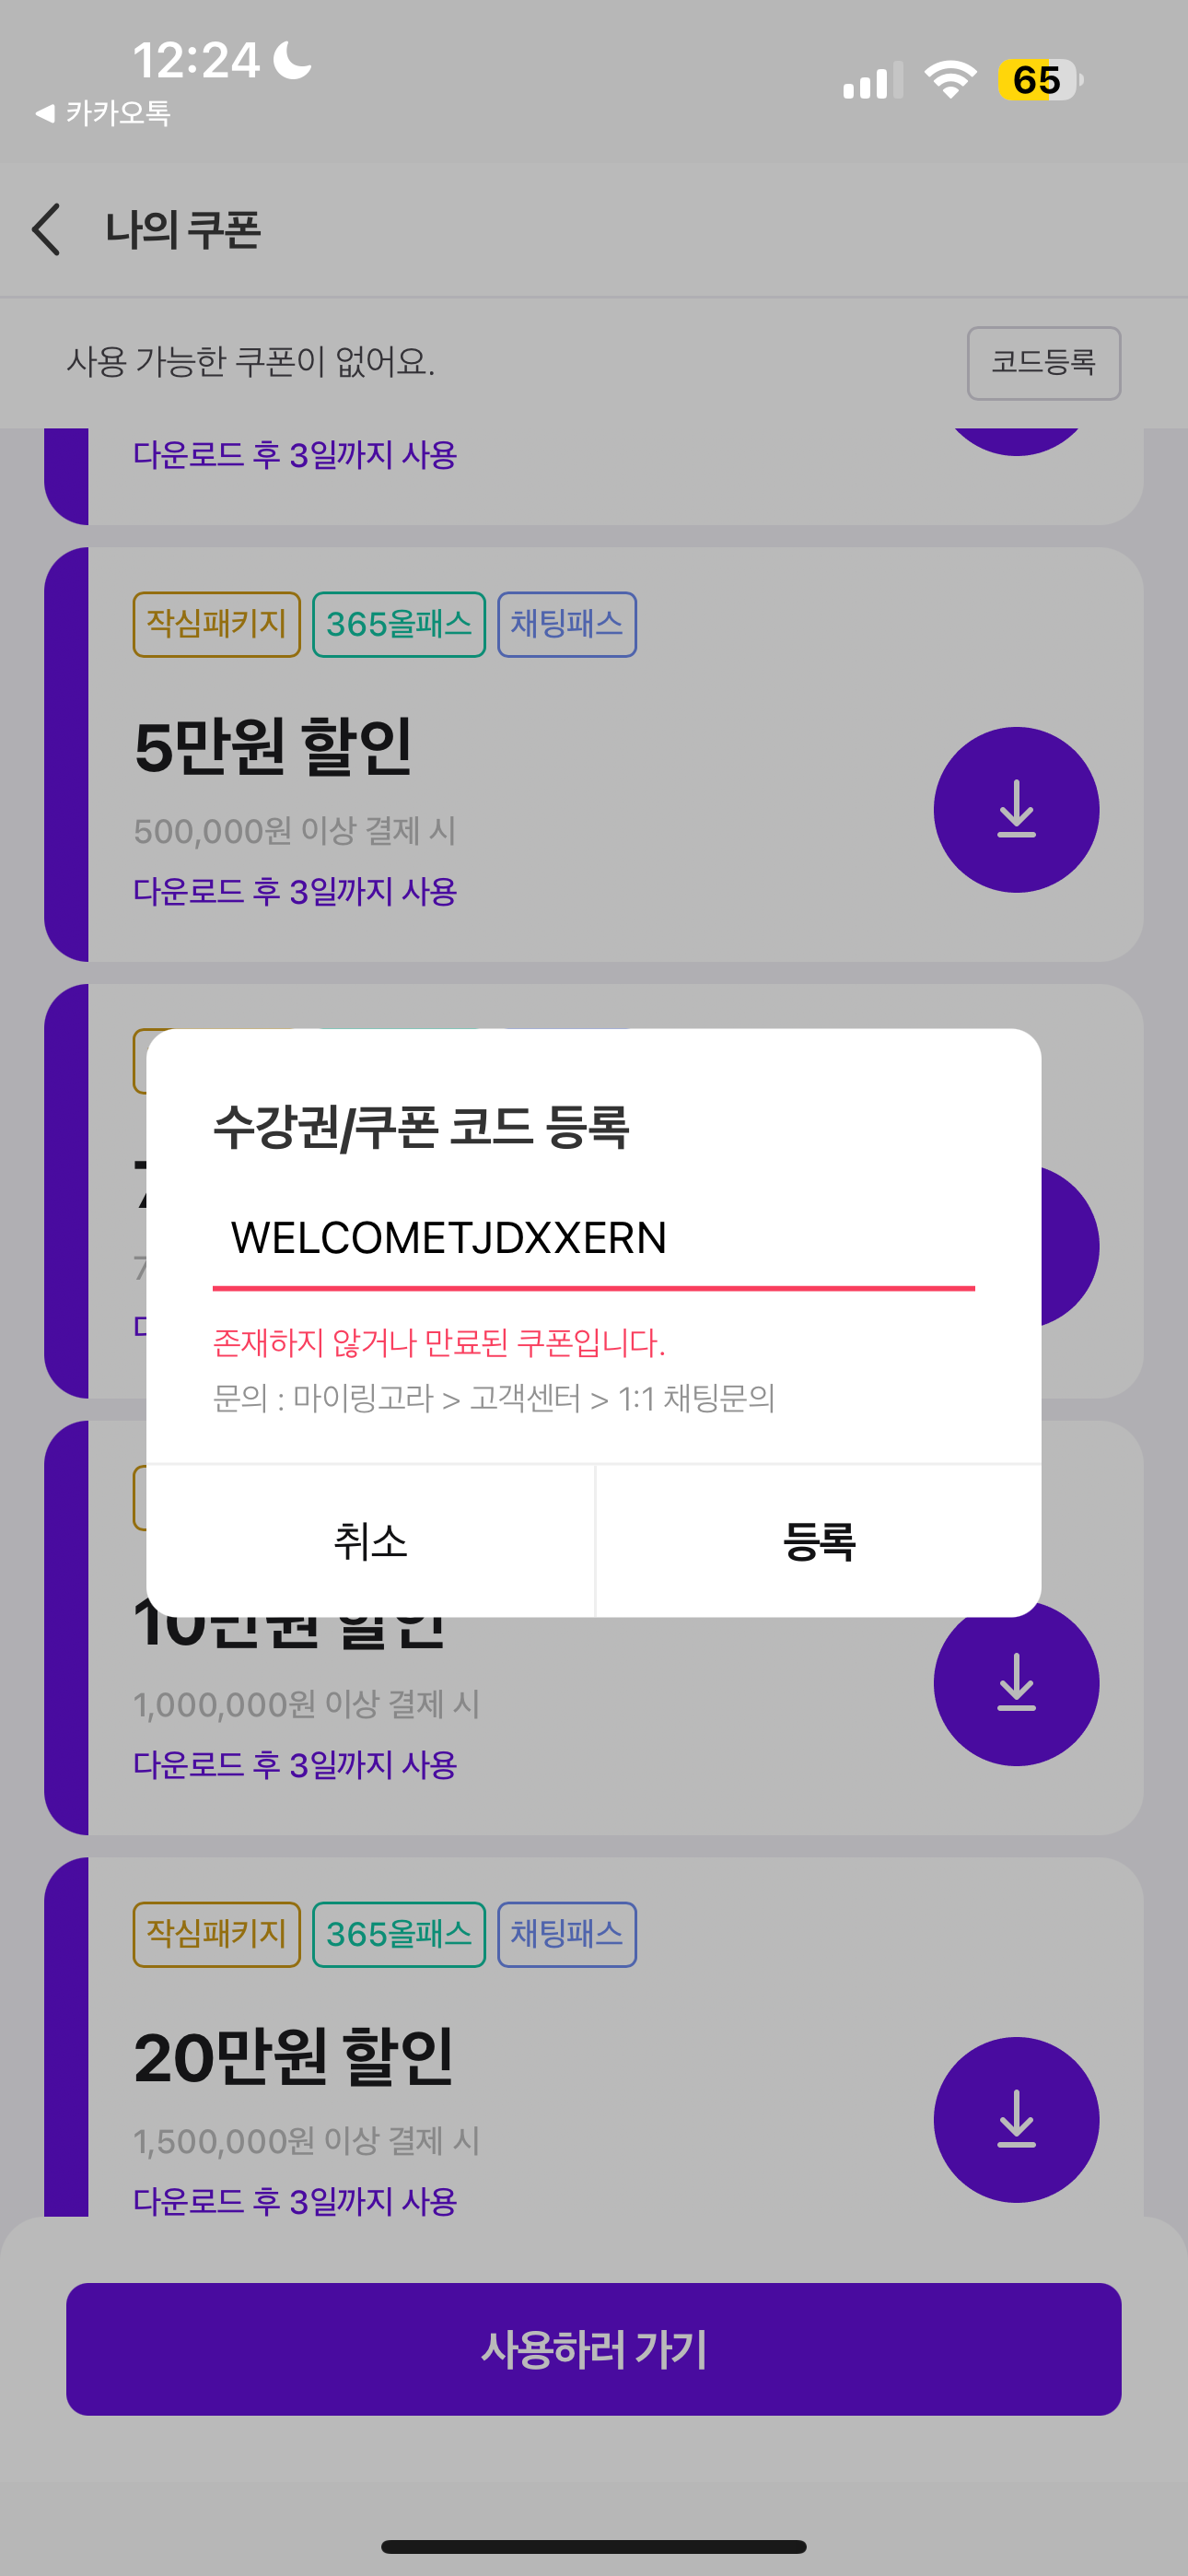 12:24
65
카카오톡
나의 쿠폰
사용 가능한 쿠폰이 없어요.
코드등록
다운로드 후 3일까지 사용
작심패키지 365올패스 채팅패스
5만원 할인
500,000원 이상 결제 시
다운로드 후 3일까지 사용
수강권/쿠폰 코드 등록
WELCOMETJDXXERN
존재하지 않거나 만료된 쿠폰입니다.
문의 : 마이링고라 > 고객센터 > 1:1 채팅문의
취소
등록
10만원 할인
1,000,000원 이상 결제 시
다운로드 후 3일까지 사용
작심패키지 365올패스 채팅패스
20만원 할인
1,500,000원 이상 결제 시
다운로드 후 3일까지 사용
사용하러 가기